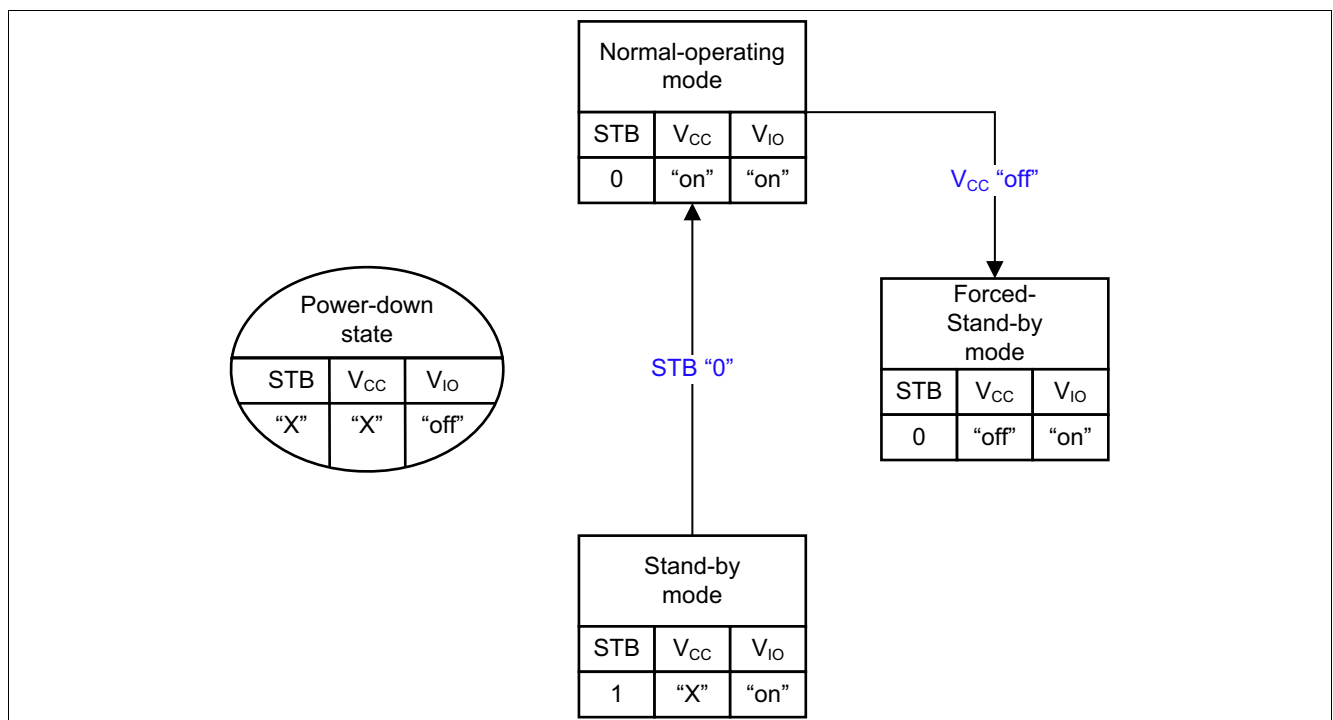 Normal-operating
mode
STB VCC VIO
0 “on” “on”
VCC “off”
Power-down
state
STB VCC VIO
“X” “X” “off”
STB “0”
Forced-
Stand-by
mode
STB VCC VIO
0 “off” “on”
Stand-by
mode
STB VCC VIO
1 “X” “on”